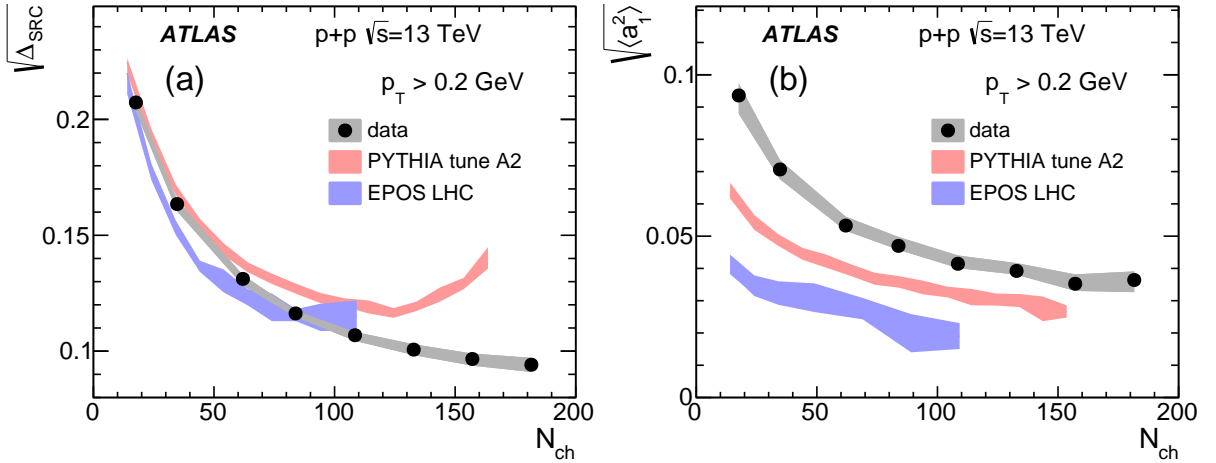 √Δ_SRC
ATLAS p+p √s=13 TeV
(a)
p_T > 0.2 GeV
data
PYTHIA tune A2
EPOS LHC
0.2
0.15
0.1
0 50 100 150 200
N_ch
√⟨a_1^2⟩
ATLAS p+p √s=13 TeV
(b)
p_T > 0.2 GeV
data
PYTHIA tune A2
EPOS LHC
0.1
0.05
0
0 50 100 150 200
N_ch